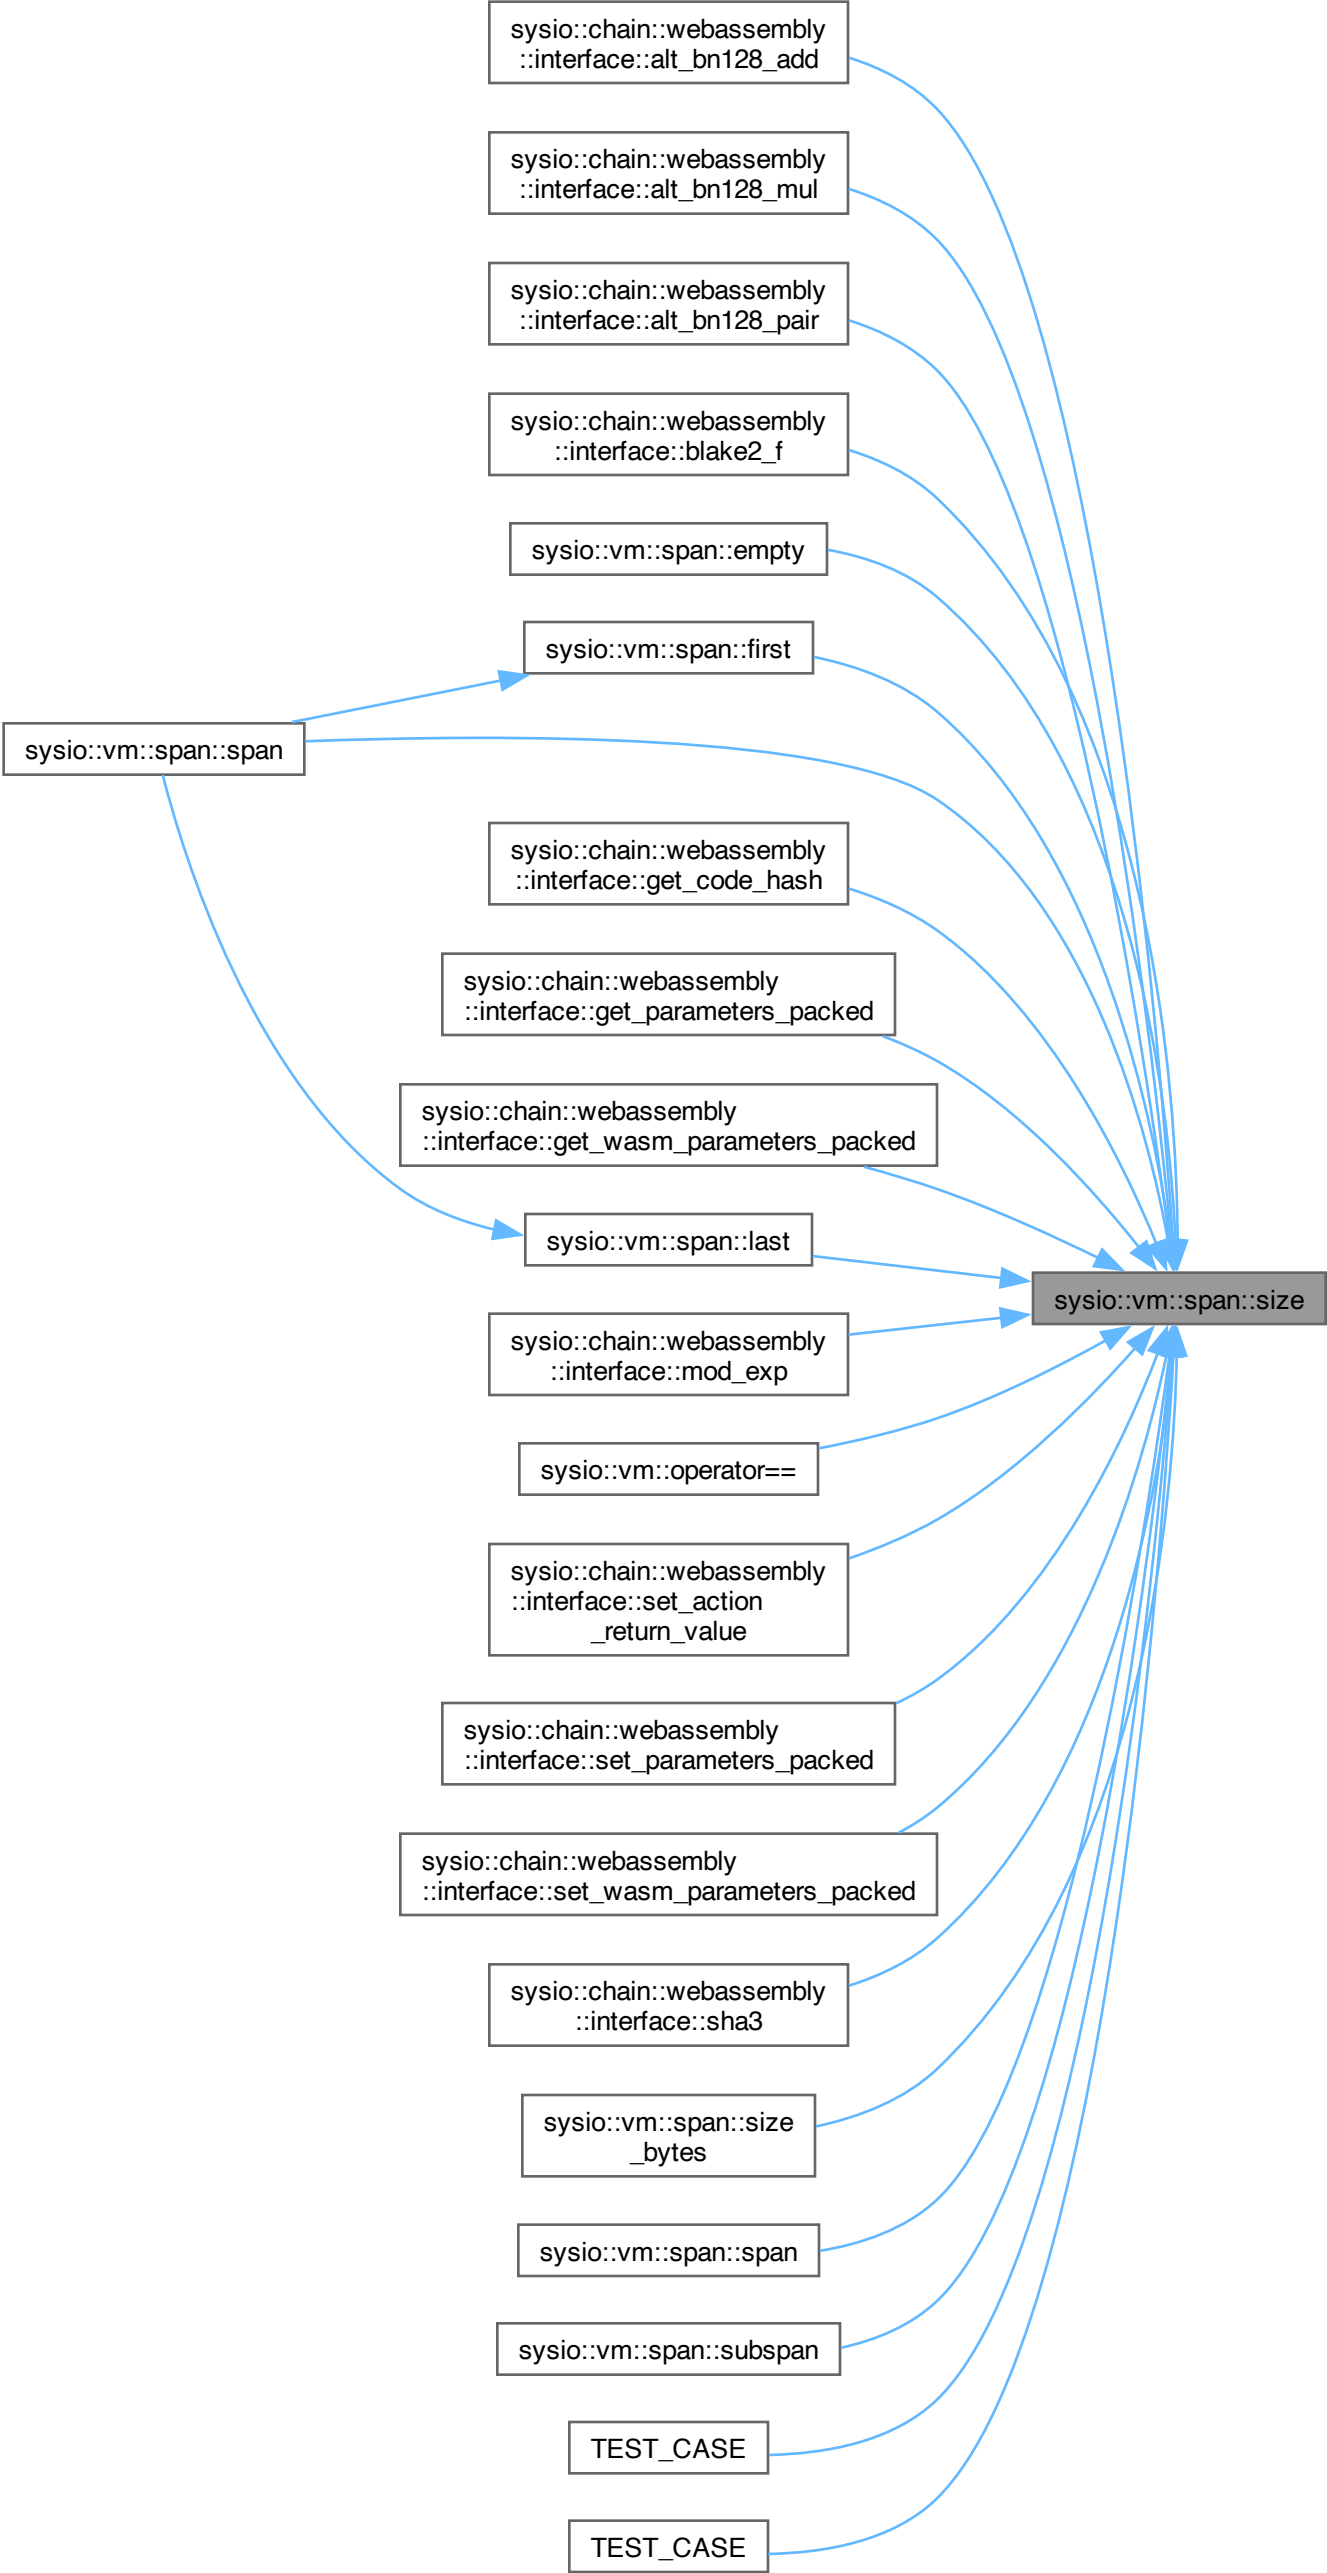 sysio::chain::webassembly
::interface::alt_bn128_add
sysio::chain::webassembly
::interface::alt_bn128_mul
sysio::chain::webassembly
::interface::alt_bn128_pair
sysio::chain::webassembly
::interface::blake2_f
sysio::vm::span::empty
sysio::vm::span::first
sysio::vm::span::span
sysio::chain::webassembly
::interface::get_code_hash
sysio::chain::webassembly
::interface::get_parameters_packed
sysio::chain::webassembly
::interface::get_wasm_parameters_packed
sysio::vm::span::last
sysio::vm::span::size
sysio::chain::webassembly
::interface::mod_exp
sysio::vm::operator==
sysio::chain::webassembly
::interface::set_action
_return_value
sysio::chain::webassembly
::interface::set_parameters_packed
sysio::chain::webassembly
::interface::set_wasm_parameters_packed
sysio::chain::webassembly
::interface::sha3
sysio::vm::span::size
_bytes
sysio::vm::span::span
sysio::vm::span::subspan
TEST_CASE
TEST_CASE